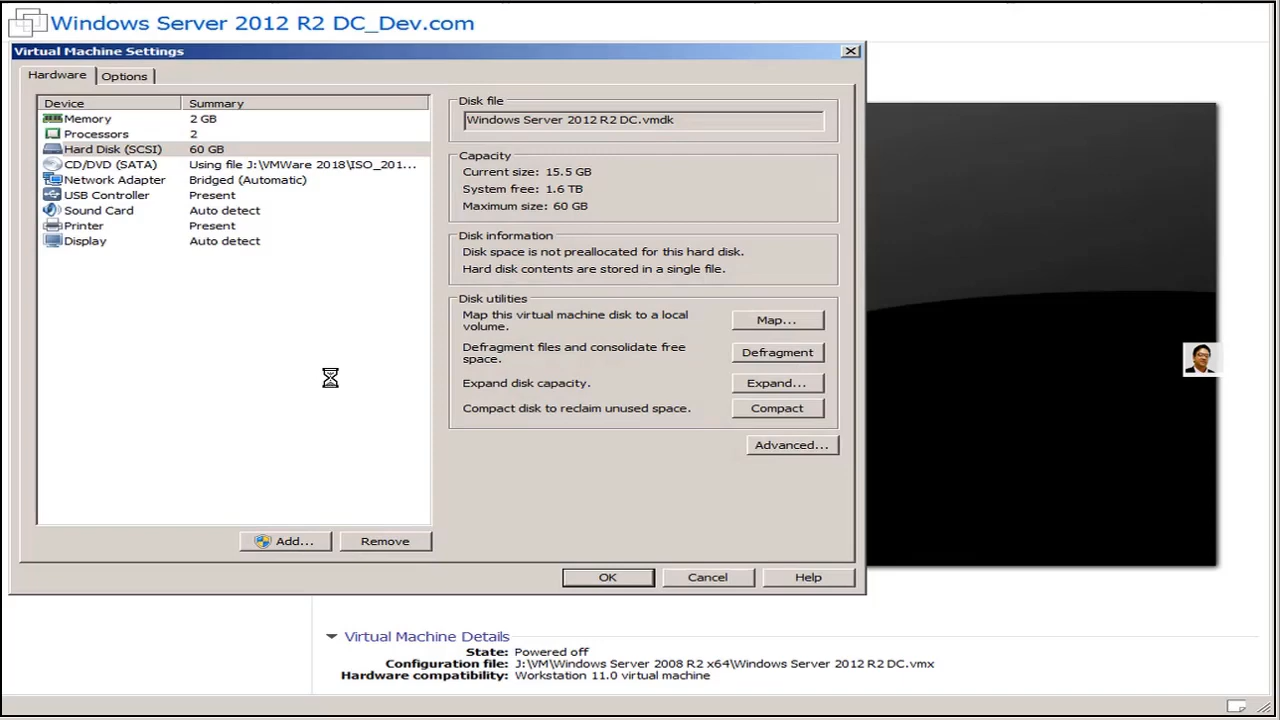 Windows Server 2012 R2 DC_Dev.com
Virtual Machine Settings
Hardware
Options
Device
Summary
Memory
2 GB
Processors
2
Hard Disk (SCSI)
60 GB
CD/DVD (SATA)
Using file J:\VMWare 2018\ISO_201...
Network Adapter
Bridged (Automatic)
USB Controller
Present
Sound Card
Auto detect
Printer
Present
Display
Auto detect
Add...
Remove
Disk file
Windows Server 2012 R2 DC.vmdk
Capacity
Current size: 15.5 GB
System free: 1.6 TB
Maximum size: 60 GB
Disk information
Disk space is not preallocated for this hard disk.
Hard disk contents are stored in a single file.
Disk utilities
Map this virtual machine disk to a local
volume.
Map...
Defragment files and consolidate free
space.
Defragment
Expand disk capacity.
Expand...
Compact disk to reclaim unused space.
Compact
Advanced...
OK
Cancel
Help
Virtual Machine Details
State: Powered off
Configuration file: J:\VM\Windows Server 2008 R2 x64\Windows Server 2012 R2 DC.vmx
Hardware compatibility: Workstation 11.0 virtual machine